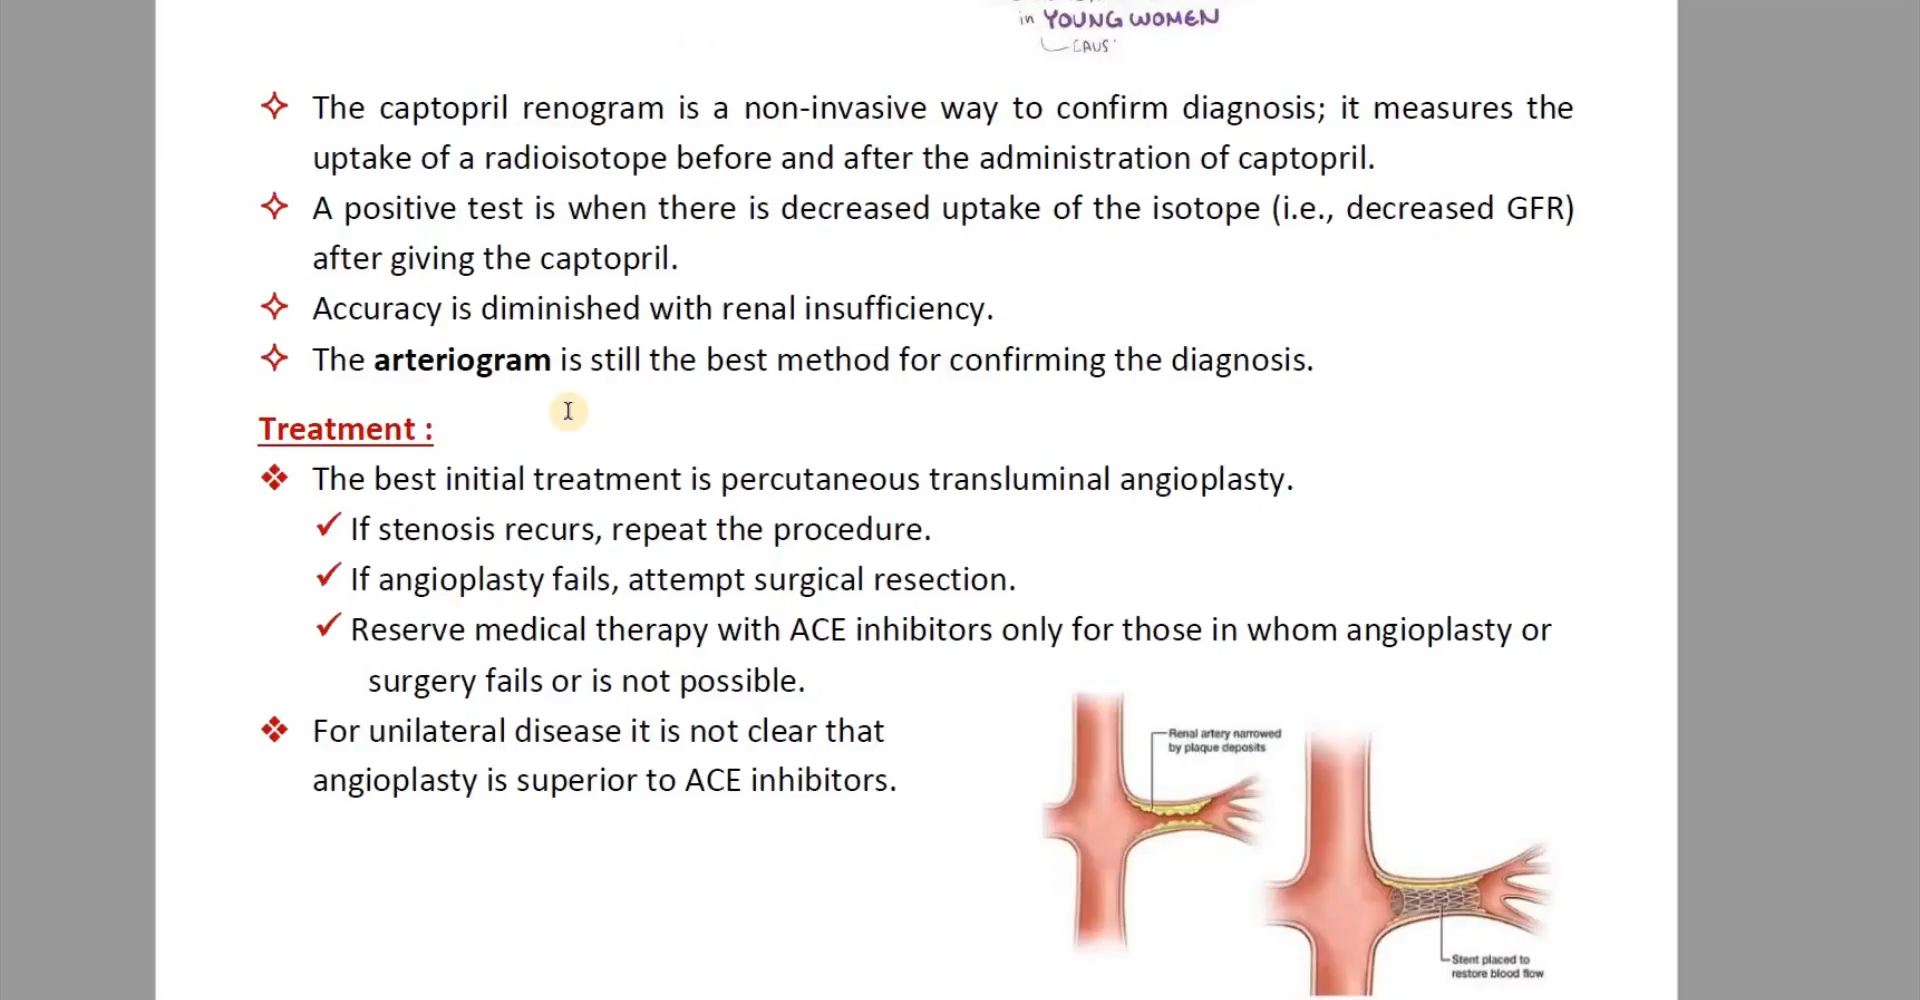 in YOUNG WOMEN
The captopril renogram is a non-invasive way to confirm diagnosis; it measures the
uptake of a radioisotope before and after the administration of captopril.
A positive test is when there is decreased uptake of the isotope (i.e., decreased GFR)
after giving the captopril.
Accuracy is diminished with renal insufficiency.
The arteriogram is still the best method for confirming the diagnosis.
Treatment :
The best initial treatment is percutaneous transluminal angioplasty.
If stenosis recurs, repeat the procedure.
If angioplasty fails, attempt surgical resection.
Reserve medical therapy with ACE inhibitors only for those in whom angioplasty or
surgery fails or is not possible.
For unilateral disease it is not clear that
angioplasty is superior to ACE inhibitors.
Renal artery narrowed
by plaque deposits
Stent placed to
restore blood flow